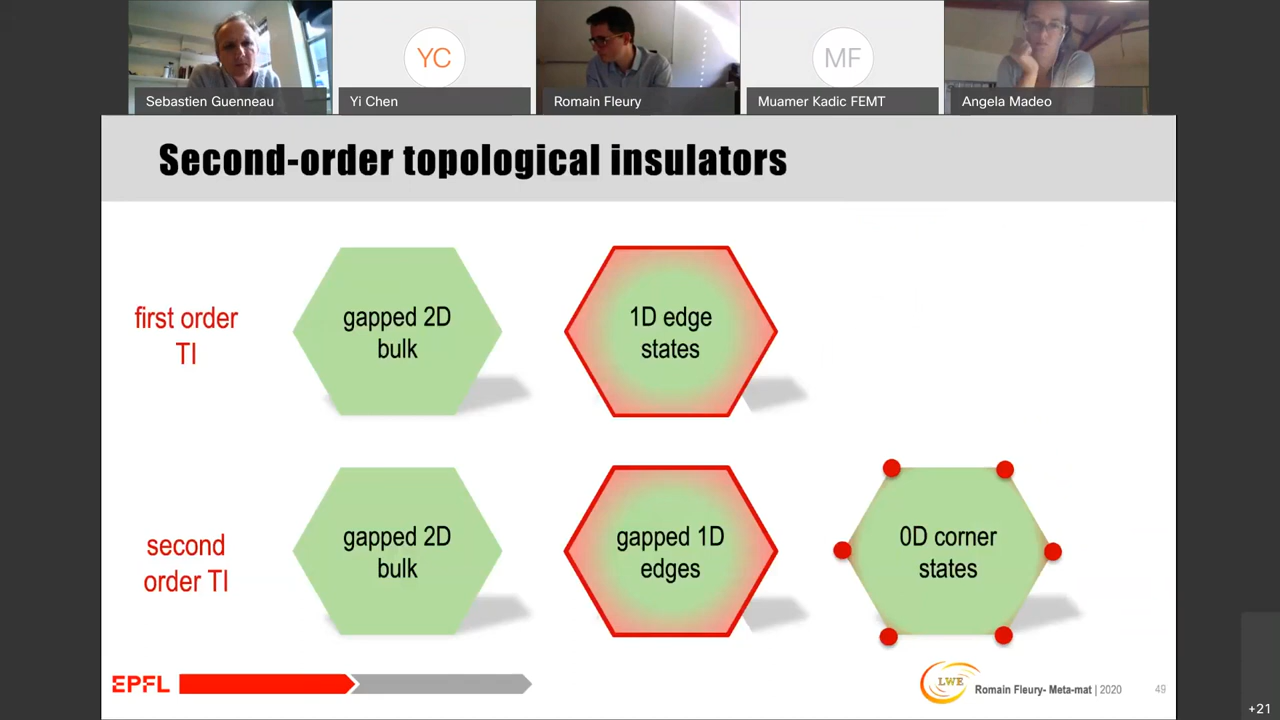 YC
MF
Sebastien Guenneau
Yi Chen
Romain Fleury
Muamer Kadic FEMT
Angela Madeo
Second-order topological insulators
first order
TI
gapped 2D
bulk
1D edge
states
second
order TI
gapped 2D
bulk
gapped 1D
edges
0D corner
states
EPFL
LWE
Romain Fleury- Meta-mat | 2020
49
+21